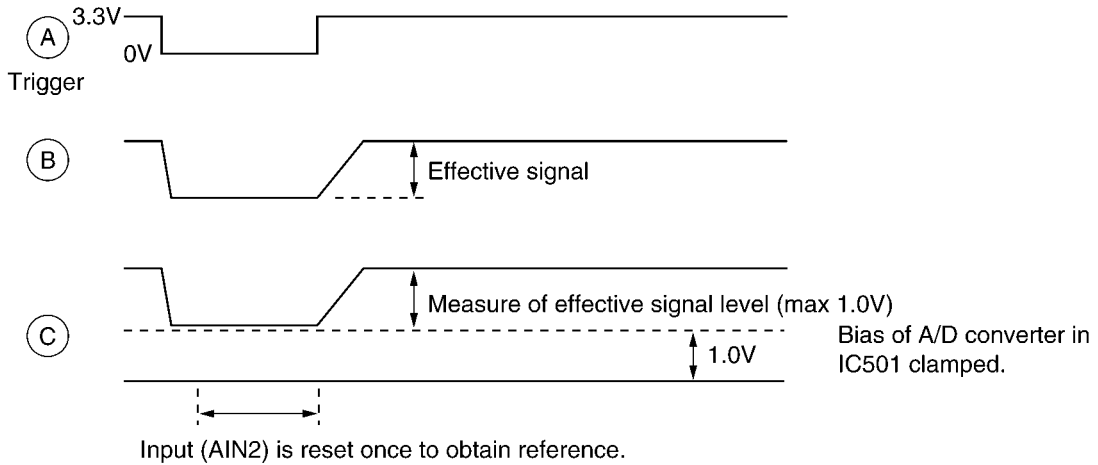 3.3V
A
0V
Trigger
B
Effective signal
Measure of effective signal level (max 1.0V)
C
Bias of A/D converter in
1.0V
IC501 clamped.
Input (AIN2) is reset once to obtain reference.